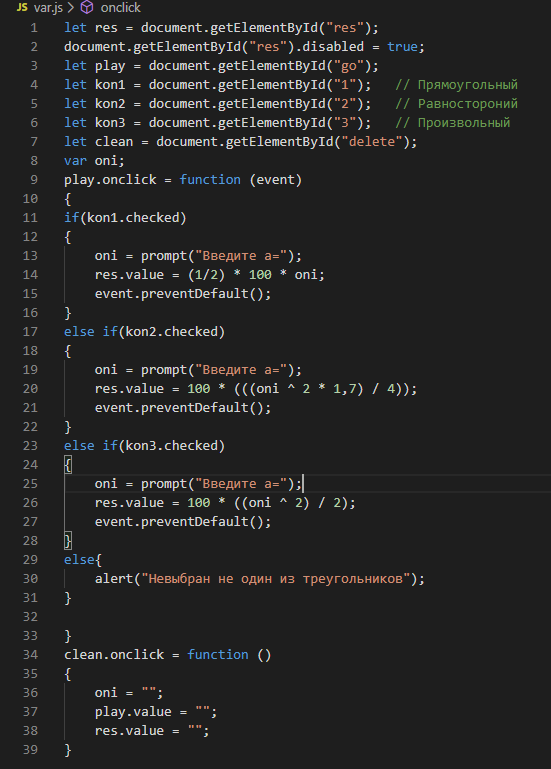 JS var.js > onclick
1 let res = document.getElementById("res");
2 document.getElementById("res").disabled = true;
3 let play = document.getElementById("go");
4 let kon1 = document.getElementById("1");   // Прямоугольный
5 let kon2 = document.getElementById("2");   // Равностороний
6 let kon3 = document.getElementById("3");   // Произвольный
7 let clean = document.getElementById("delete");
8 var oni;
9 play.onclick = function (event)
10 {
11 if(kon1.checked)
12 {
13     oni = prompt("Введите a=");
14     res.value = (1/2) * 100 * oni;
15     event.preventDefault();
16 }
17 else if(kon2.checked)
18 {
19     oni = prompt("Введите a=");
20     res.value = 100 * (((oni ^ 2 * 1,7) / 4));
21     event.preventDefault();
22 }
23 else if(kon3.checked)
24 {
25     oni = prompt("Введите a=");
26     res.value = 100 * ((oni ^ 2) / 2);
27     event.preventDefault();
28 }
29 else{
30     alert("Невыбран не один из треугольников");
31 }
32
33 }
34 clean.onclick = function ()
35 {
36     oni = "";
37     play.value = "";
38     res.value = "";
39 }